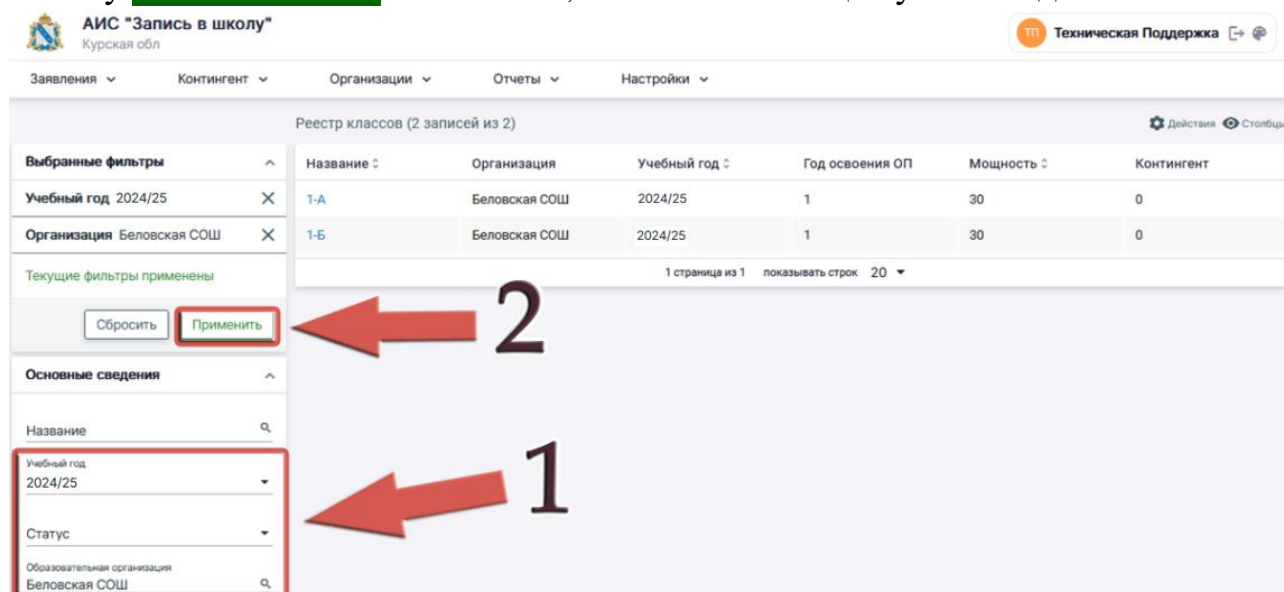 АИС "Запись в школу"
Курская обл
ТП Техническая Поддержка
Заявления Контингент Организации Отчеты Настройки
Реестр классов (2 записей из 2)
Действия Столбцы
Выбранные фильтры
Учебный год 2024/25
Организация Беловская СОШ
Текущие фильтры применены
Сбросить Применить
Название Организация Учебный год Год освоения ОП Мощность Контингент
1-А Беловская СОШ 2024/25 1 30 0
1-Б Беловская СОШ 2024/25 1 30 0
1 страница из 1 показывать строк 20
2
Основные сведения
Название
Учебный год
2024/25
Статус
Образовательная организация
Беловская СОШ
1